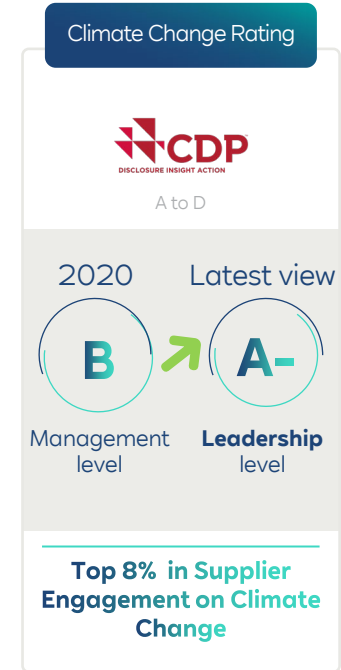 Climate Change Rating
CDP
DISCLOSURE INSIGHT ACTION
A to D
2020
Latest view
B
A-
Management
level
Leadership
level
Top 8% in Supplier
Engagement on Climate
Change